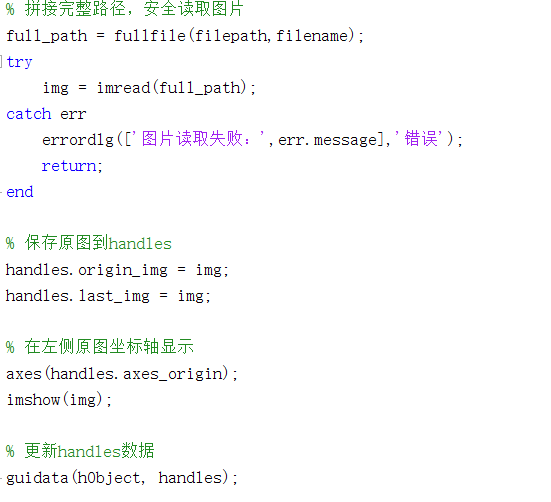 % 拼接完整路径，安全读取图片
full_path = fullfile(filepath,filename);
try
    img = imread(full_path);
catch err
    errordlg(['图片读取失败：',err.message],'错误');
    return;
end
% 保存原图到handles
handles.origin_img = img;
handles.last_img = img;
% 在左侧原图坐标轴显示
axes(handles.axes_origin);
imshow(img);
% 更新handles数据
guidata(hObject, handles);